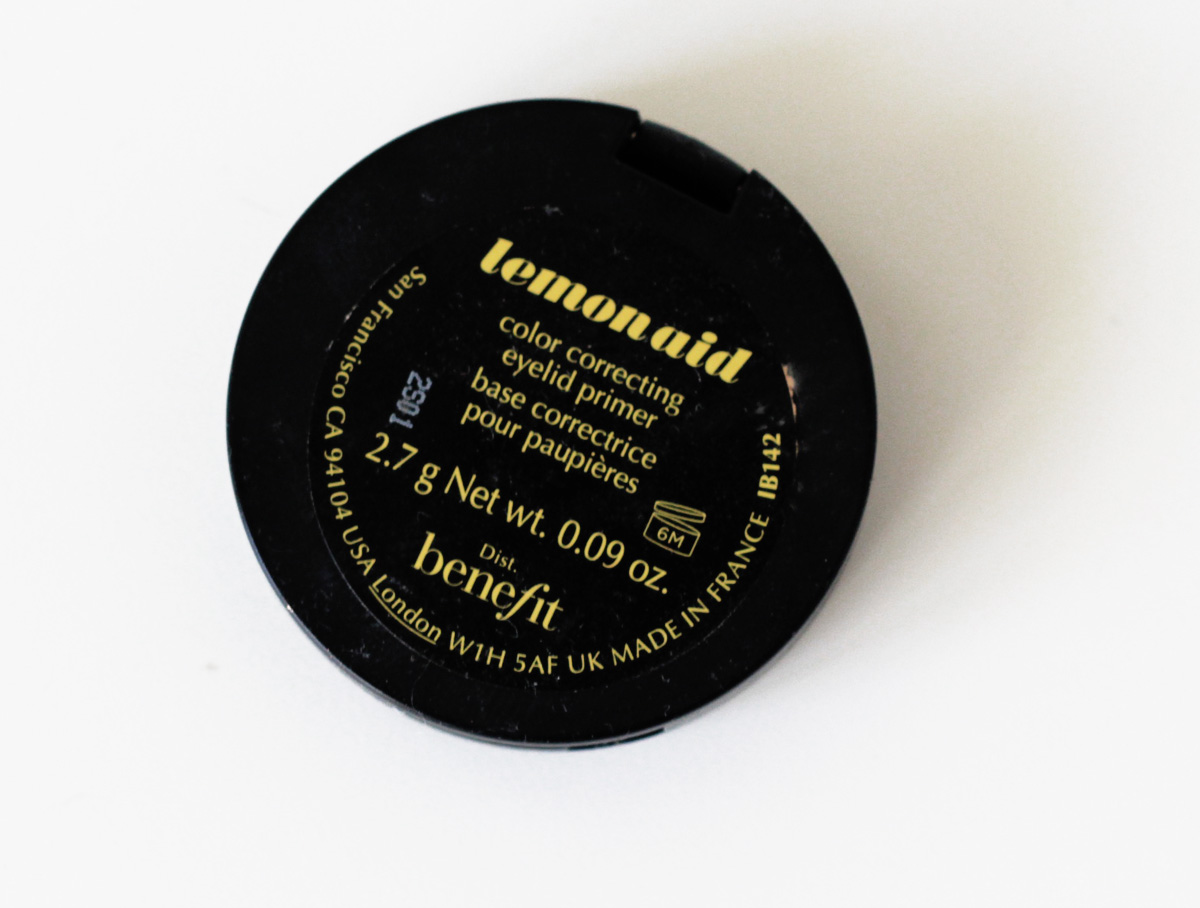 lemonaid
color correcting
eyelid primer
base correctrice
pour paupières
2501
2.7 g Net wt. 0.09 oz.
6M
Dist.
benefit
San Francisco CA 94104 USA London W1H 5AF UK MADE IN FRANCE IB142